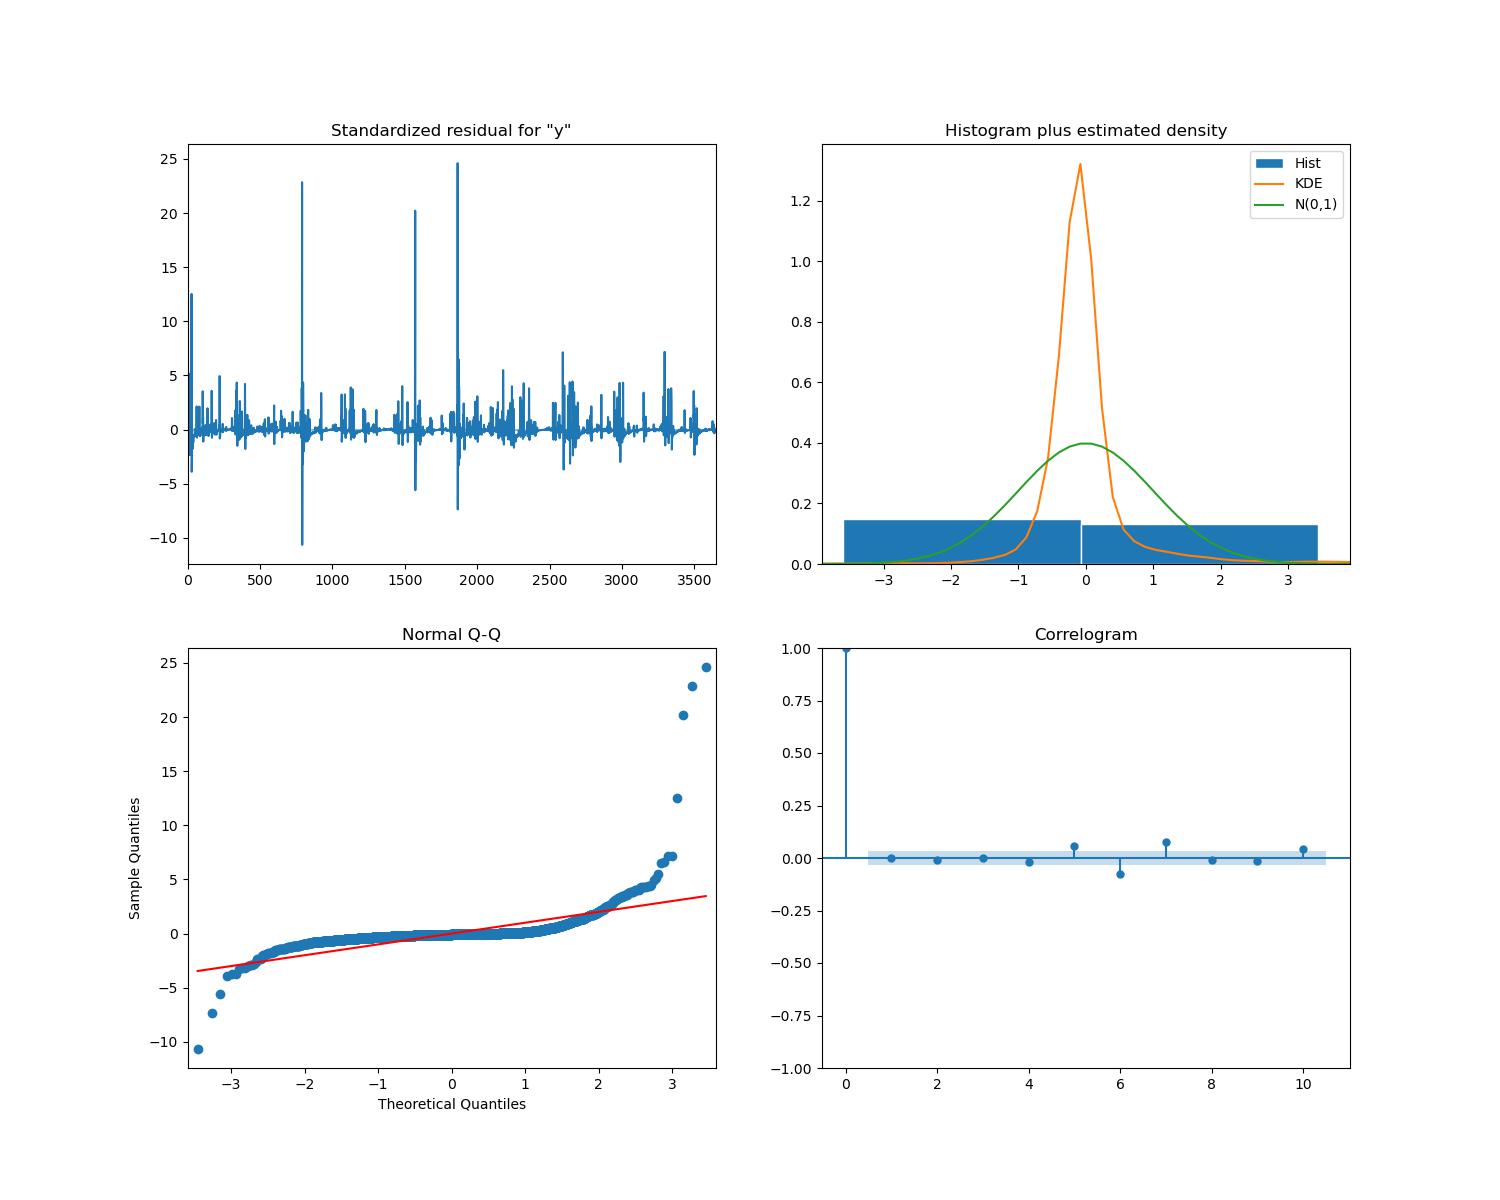 Standardized residual for "y"
25
20
15
10
5
0
−5
−10
0 500 1000 1500 2000 2500 3000 3500
Histogram plus estimated density
Hist
KDE
N(0,1)
1.2
1.0
0.8
0.6
0.4
0.2
0.0
−3 −2 −1 0 1 2 3
Normal Q-Q
Sample Quantiles
25
20
15
10
5
0
−5
−10
−3 −2 −1 0 1 2 3
Theoretical Quantiles
Correlogram
1.00
0.75
0.50
0.25
0.00
−0.25
−0.50
−0.75
−1.00
0 2 4 6 8 10